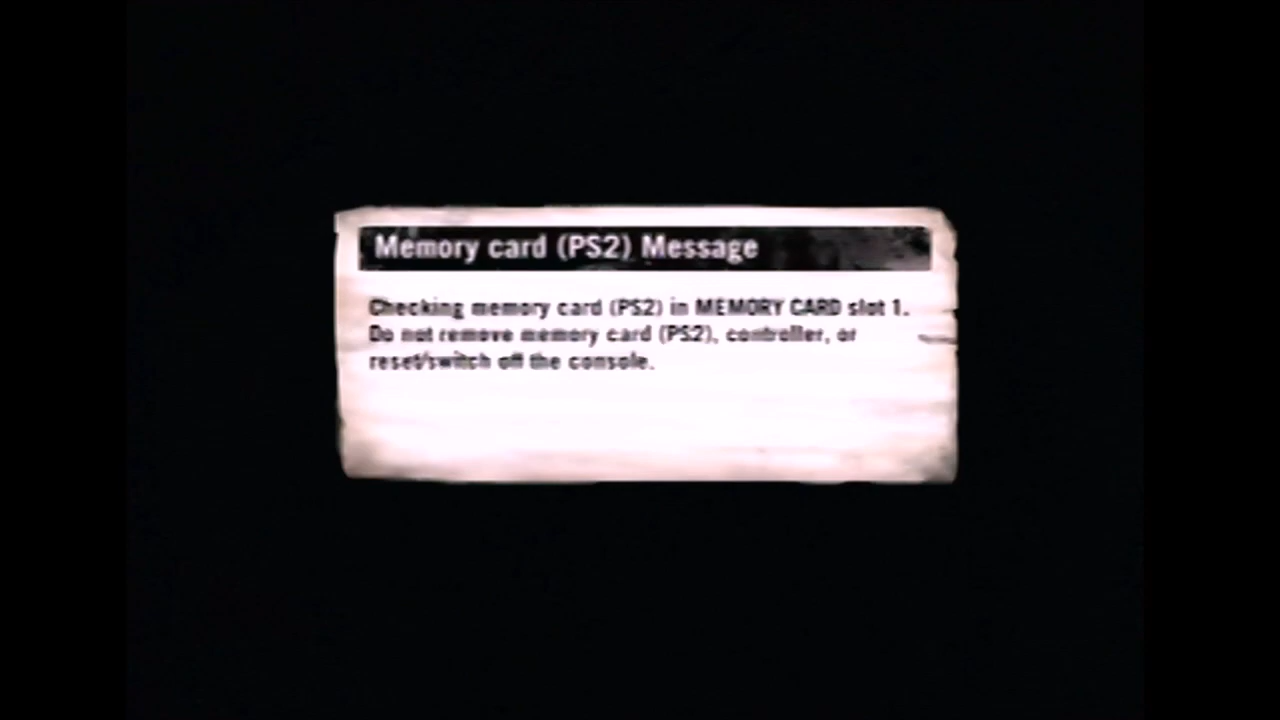 Memory card (PS2) Message
Checking memory card (PS2) in MEMORY CARD slot 1.
Do not remove memory card (PS2), controller, or
reset/switch off the console.